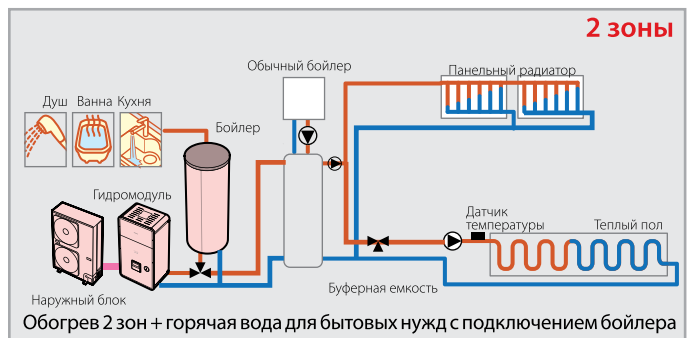 2 зоны
Обычный бойлер
Панельный радиатор
Душ Ванна Кухня
Бойлер
Гидромодуль
Датчик
температуры
Теплый пол
Наружный блок
Буферная емкость
Обогрев 2 зон + горячая вода для бытовых нужд с подключением бойлера